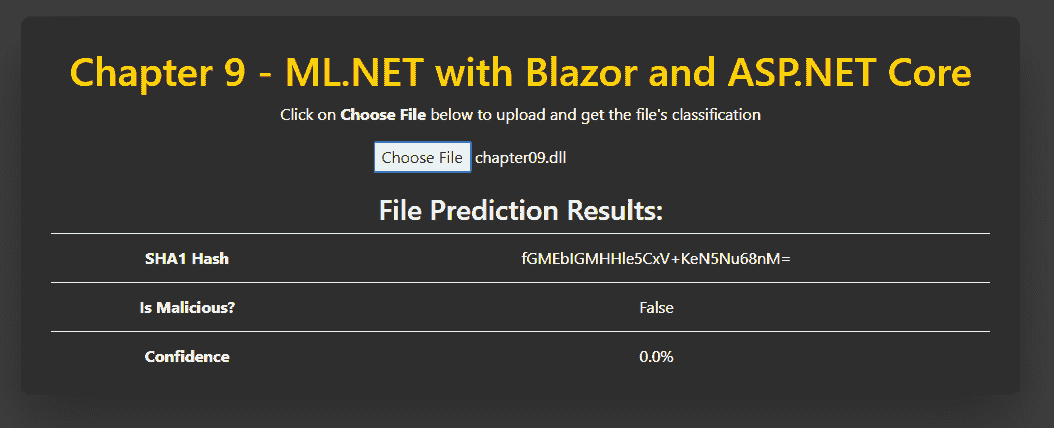 Chapter 9 - ML.NET with Blazor and ASP.NET Core
Click on Choose File below to upload and get the file's classification
Choose File chapter09.dll
File Prediction Results:
SHA1 Hash fGMEbIGMHHle5CxV+KeN5Nu68nM=
Is Malicious? False
Confidence 0.0%